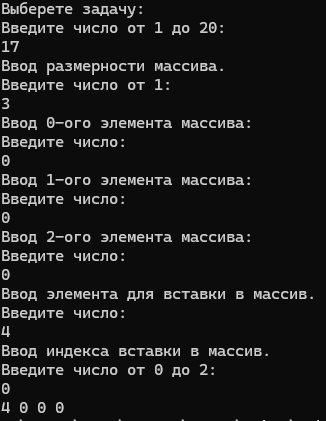 Выберете задачу:
Введите число от 1 до 20:
17
Ввод размерности массива.
Введите число от 1:
3
Ввод 0-ого элемента массива:
Введите число:
0
Ввод 1-ого элемента массива:
Введите число:
0
Ввод 2-ого элемента массива:
Введите число:
0
Ввод элемента для вставки в массив.
Введите число:
4
Ввод индекса вставки в массив.
Введите число от 0 до 2:
0
4 0 0 0